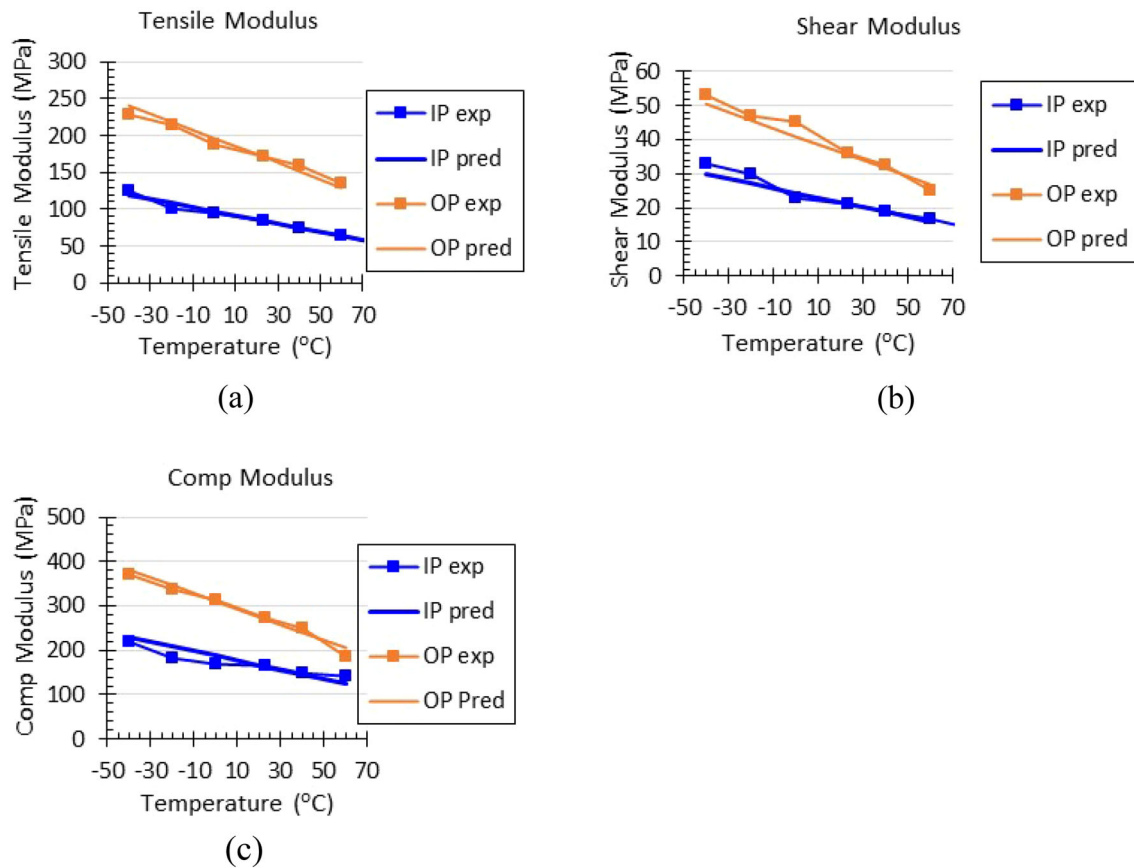 Tensile Modulus
Tensile Modulus (MPa)
300
250
200
150
100
50
0
-50 -30 -10 10 30 50 70
Temperature (°C)
IP exp
IP pred
OP exp
OP pred
(a)
Shear Modulus
Shear Modulus (MPa)
60
50
40
30
20
10
0
-50 -30 -10 10 30 50 70
Temperature (°C)
IP exp
IP pred
OP exp
OP pred
(b)
Comp Modulus
Comp Modulus (MPa)
500
400
300
200
100
0
-50 -30 -10 10 30 50 70
Temperature (°C)
IP exp
IP pred
OP exp
OP Pred
(c)